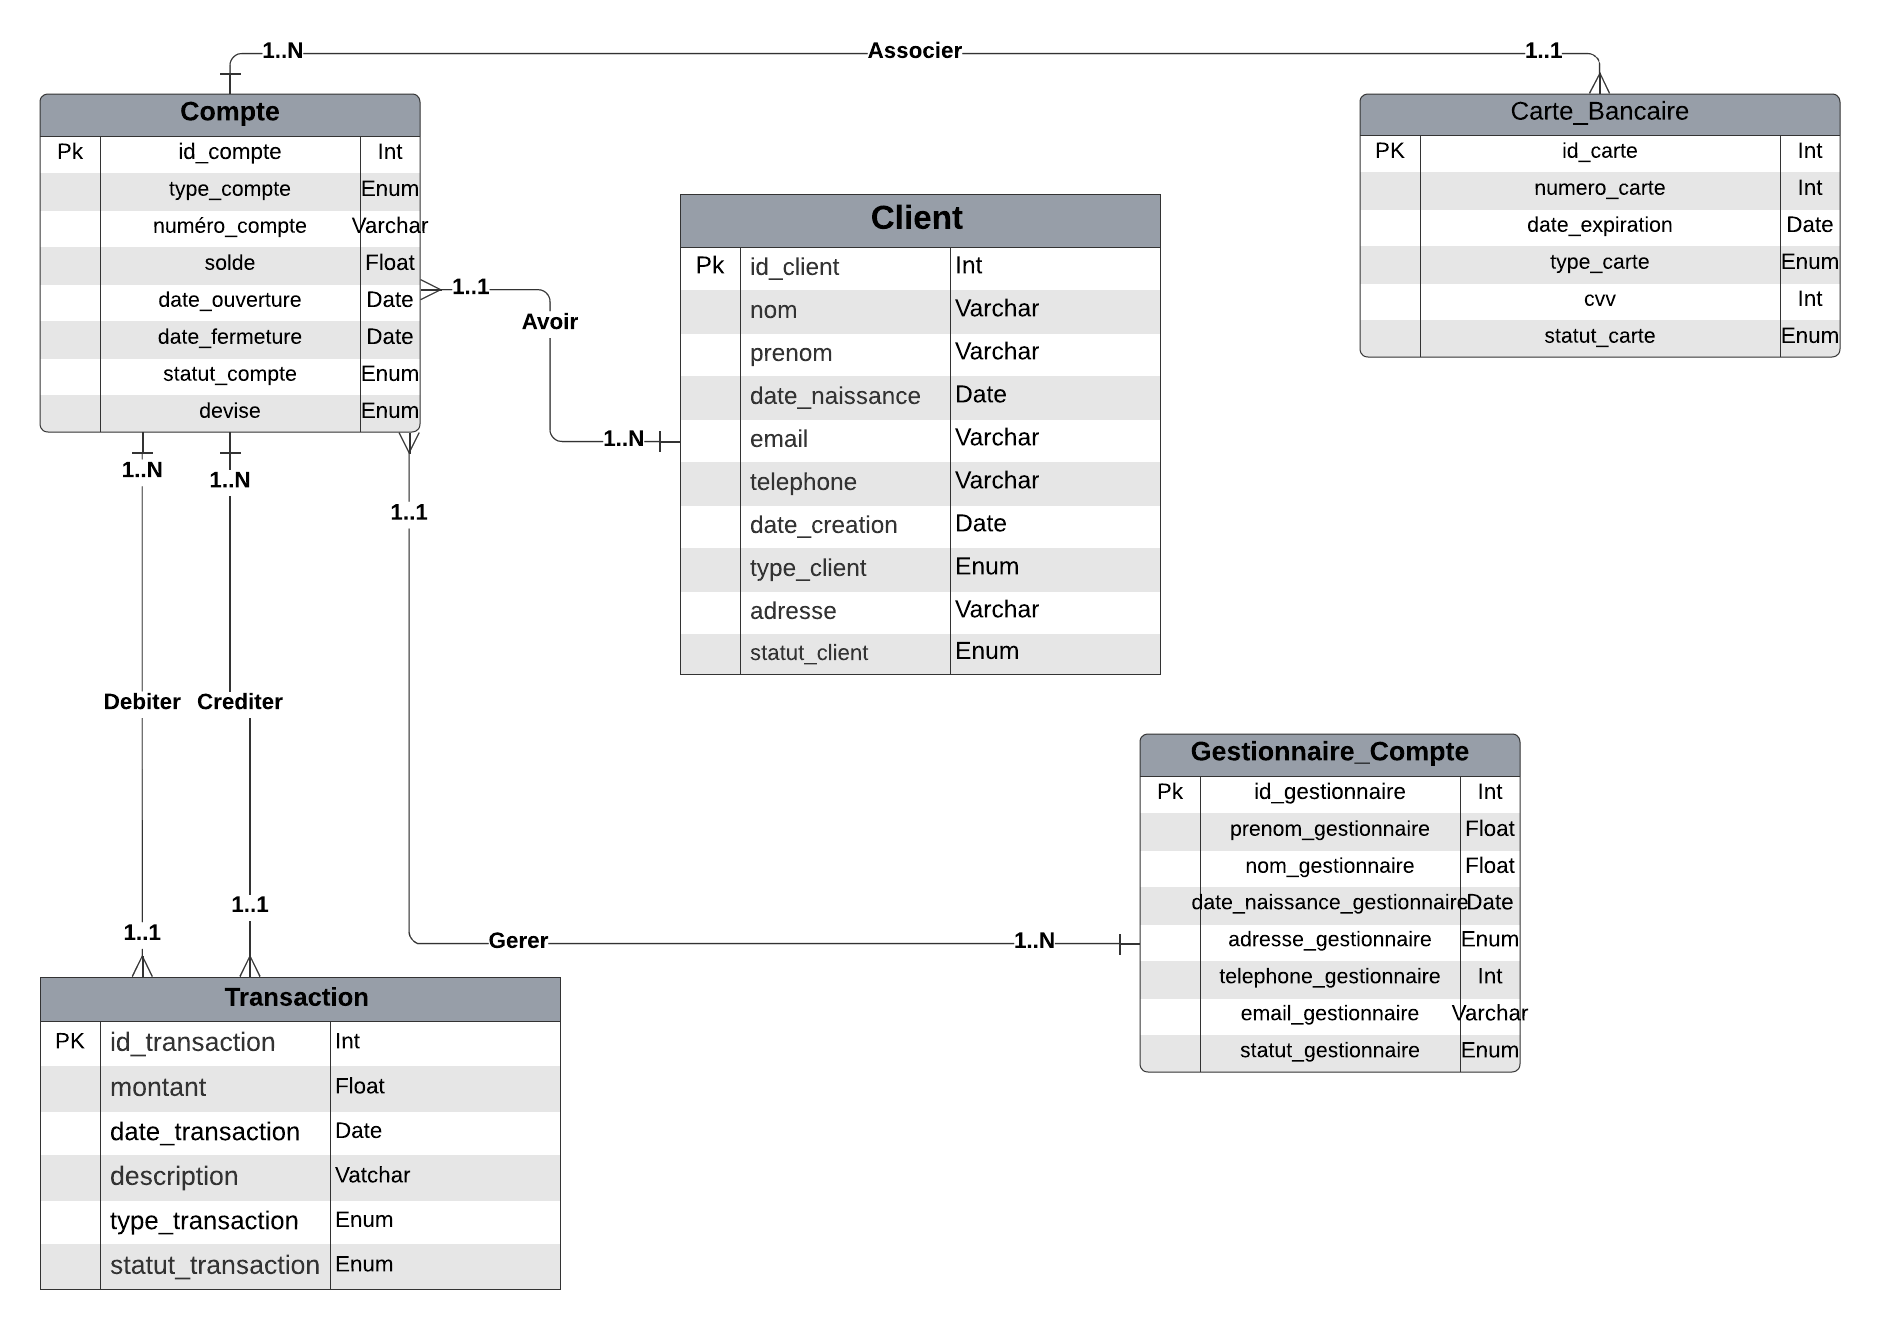 1..N Associer 1..1
Compte
Pk id_compte Int
type_compte Enum
numéro_compte Varchar
solde Float
date_ouverture Date
date_fermeture Date
statut_compte Enum
devise Enum
Carte_Bancaire
PK id_carte Int
numero_carte Int
date_expiration Date
type_carte Enum
cvv Int
statut_carte Enum
1..1
Avoir
1..N
Client
Pk id_client Int
nom Varchar
prenom Varchar
date_naissance Date
email Varchar
telephone Varchar
date_creation Date
type_client Enum
adresse Varchar
statut_client Enum
1..N
1..N
1..1
Debiter Crediter
1..1
1..1
Gerer 1..N
Gestionnaire_Compte
Pk id_gestionnaire Int
prenom_gestionnaire Float
nom_gestionnaire Float
date_naissance_gestionnaire Date
adresse_gestionnaire Enum
telephone_gestionnaire Int
email_gestionnaire Varchar
statut_gestionnaire Enum
Transaction
PK id_transaction Int
montant Float
date_transaction Date
description Vatchar
type_transaction Enum
statut_transaction Enum